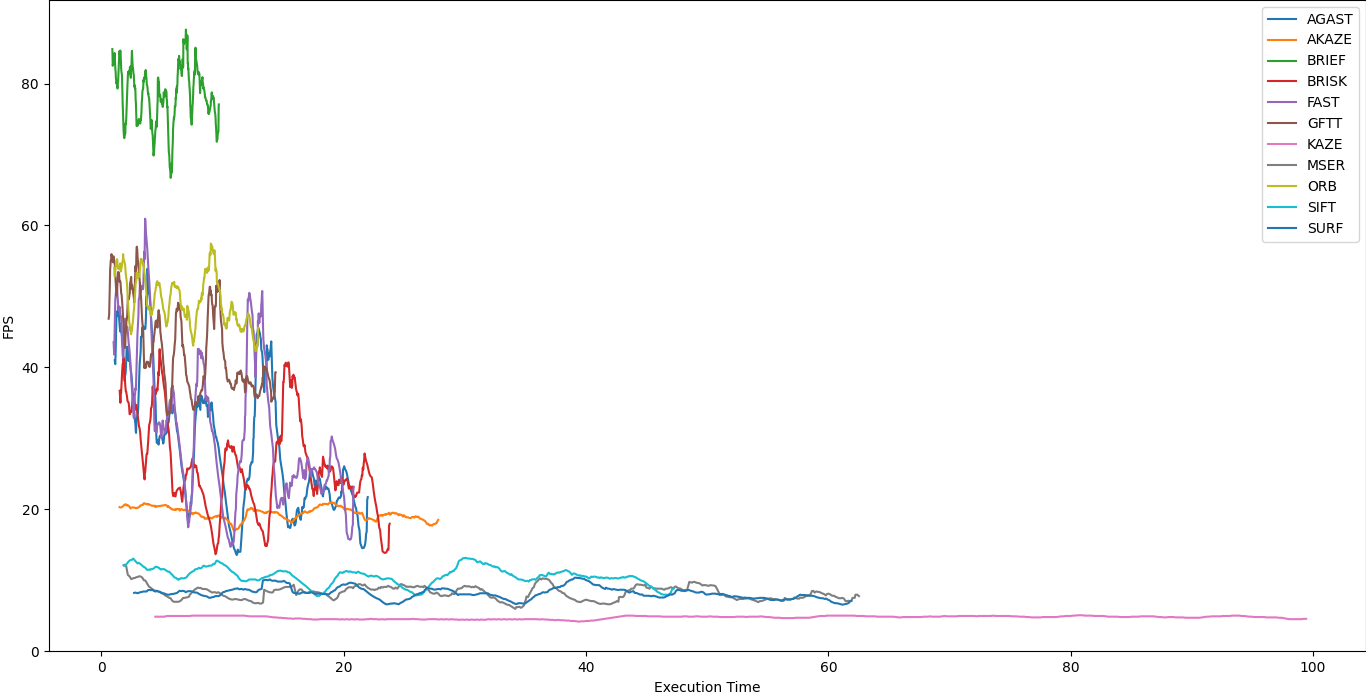 AGAST
AKAZE
BRIEF
BRISK
FAST
GFTT
KAZE
MSER
ORB
SIFT
SURF
80
60
40
20
0
FPS
0 20 40 60 80 100
Execution Time